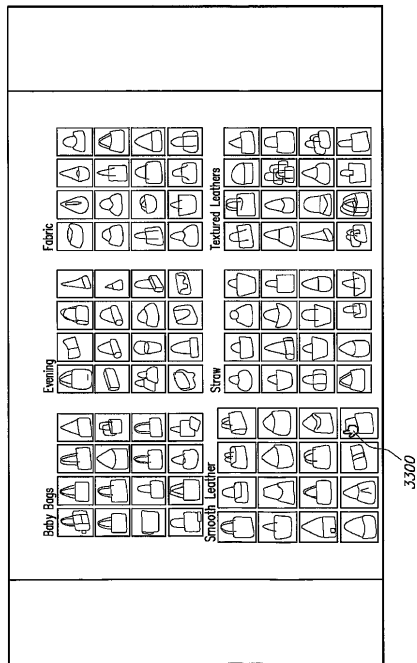 Baby Bags
Evening
Fabric
Smooth Leather
Straw
Textured Leathers
3300